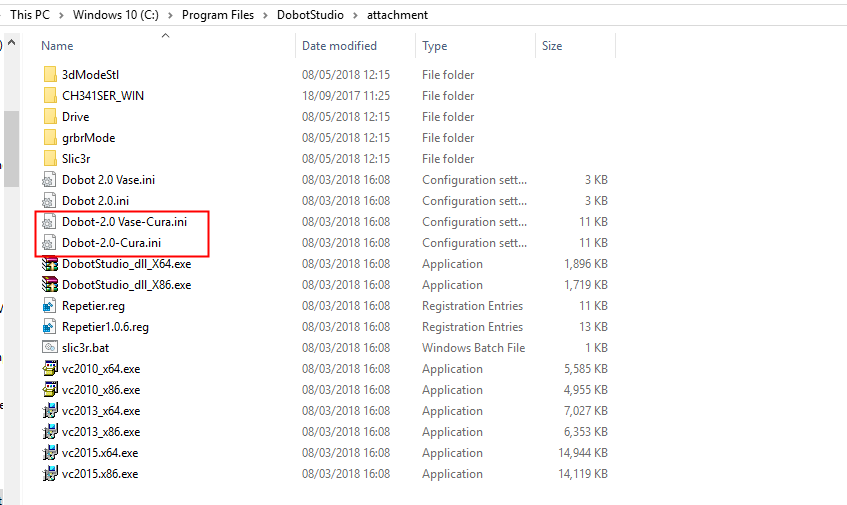 This PC > Windows 10 (C:) > Program Files > DobotStudio > attachment
Name Date modified Type Size
3dModeStl 08/05/2018 12:15 File folder
CH341SER_WIN 18/09/2017 11:25 File folder
Drive 08/05/2018 12:15 File folder
grbrMode 08/05/2018 12:15 File folder
Slic3r 08/05/2018 12:15 File folder
Dobot 2.0 Vase.ini 08/03/2018 16:08 Configuration sett... 3 KB
Dobot 2.0.ini 08/03/2018 16:08 Configuration sett... 3 KB
Dobot-2.0 Vase-Cura.ini 08/03/2018 16:08 Configuration sett... 11 KB
Dobot-2.0-Cura.ini 08/03/2018 16:08 Configuration sett... 11 KB
DobotStudio_dll_X64.exe 08/03/2018 16:08 Application 1,896 KB
DobotStudio_dll_X86.exe 08/03/2018 16:08 Application 1,719 KB
Repetier.reg 08/03/2018 16:08 Registration Entries 11 KB
Repetier1.0.6.reg 08/03/2018 16:08 Registration Entries 13 KB
slic3r.bat 08/03/2018 16:08 Windows Batch File 1 KB
vc2010_x64.exe 08/03/2018 16:08 Application 5,585 KB
vc2010_x86.exe 08/03/2018 16:08 Application 4,955 KB
vc2013_x64.exe 08/03/2018 16:08 Application 7,027 KB
vc2013_x86.exe 08/03/2018 16:08 Application 6,353 KB
vc2015.x64.exe 08/03/2018 16:08 Application 14,944 KB
vc2015.x86.exe 08/03/2018 16:08 Application 14,119 KB